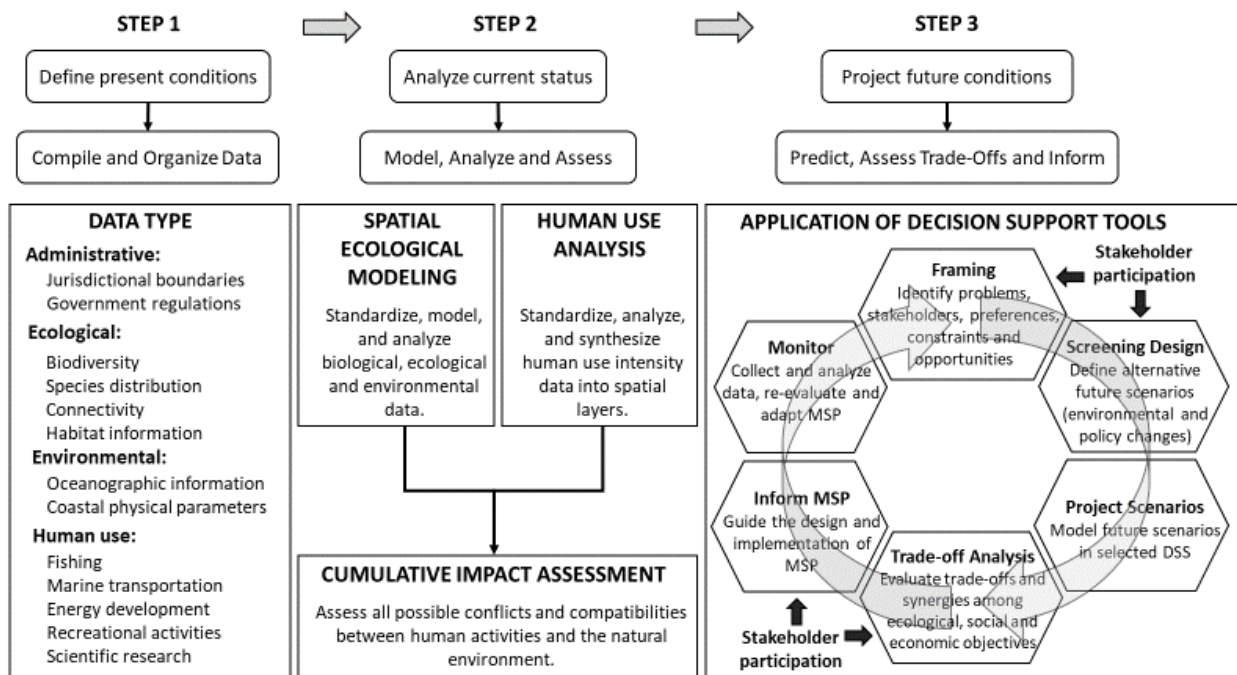 STEP 1
Define present conditions
Compile and Organize Data
DATA TYPE
Administrative:
Jurisdictional boundaries
Government regulations
Ecological:
Biodiversity
Species distribution
Connectivity
Habitat information
Environmental:
Oceanographic information
Coastal physical parameters
Human use:
Fishing
Marine transportation
Energy development
Recreational activities
Scientific research
STEP 2
Analyze current status
Model, Analyze and Assess
SPATIAL
ECOLOGICAL
MODELING
Standardize, model,
and analyze
biological, ecological
and environmental
data.
HUMAN USE
ANALYSIS
Standardize, analyze,
and synthesize
human use intensity
data into spatial
layers.
CUMULATIVE IMPACT ASSESSMENT
Assess all possible conflicts and compatibilities
between human activities and the natural
environment.
STEP 3
Project future conditions
Predict, Assess Trade-Offs and Inform
APPLICATION OF DECISION SUPPORT TOOLS
Framing
Identify problems,
stakeholders, preferences,
constraints and
opportunities
Stakeholder
participation
Screening Design
Define alternative
future scenarios
(environmental and
policy changes)
Project Scenarios
Model future scenarios
in selected DSS
Trade-off Analysis
Evaluate trade-offs and
synergies among
ecological, social and
economic objectives
Stakeholder
participation
Inform MSP
Guide the design and
implementation of
MSP
Monitor
Collect and analyze
data, re-evaluate and
adapt MSP